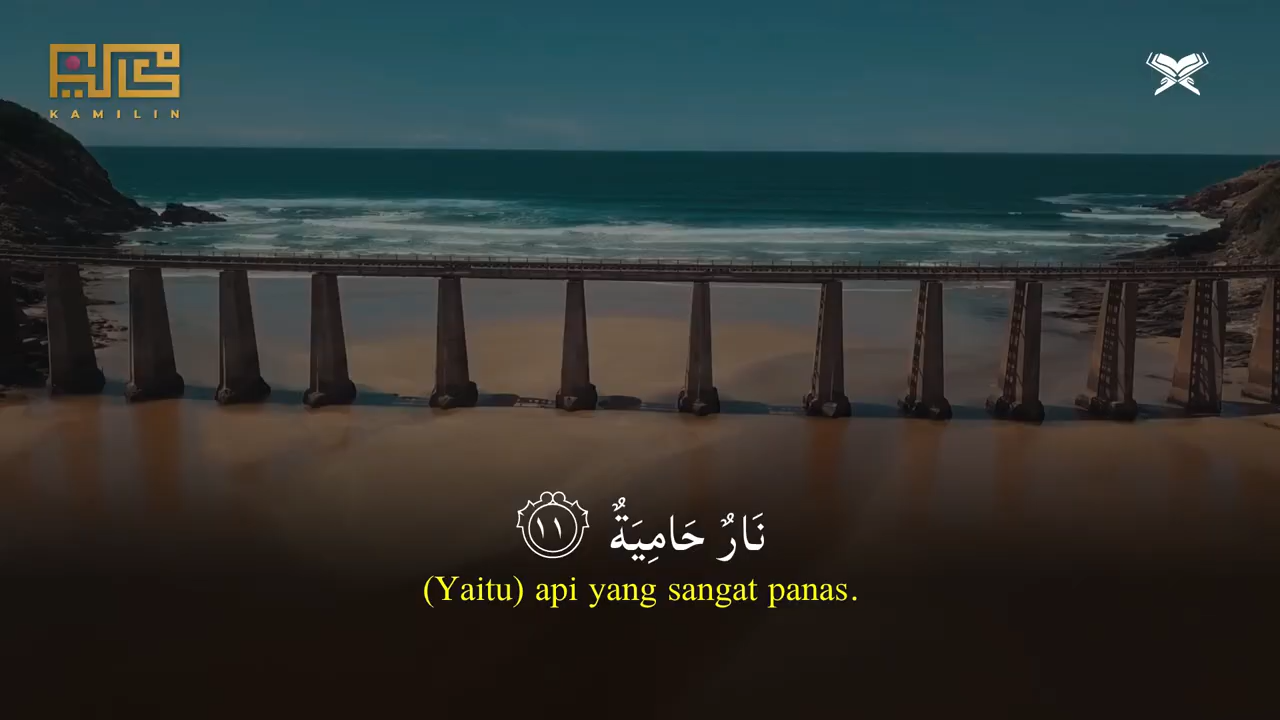 KAMILIN
نَارٌ حَامِيَةٌ ١١
(Yaitu) api yang sangat panas.